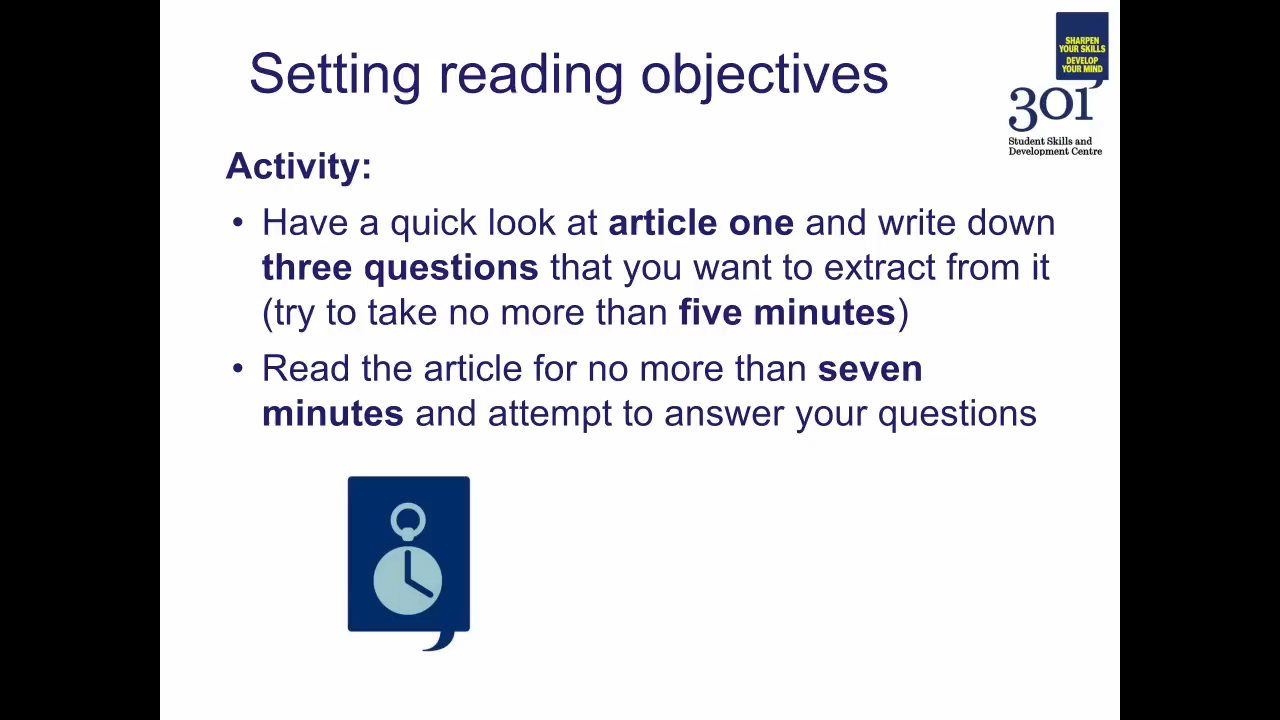 Setting reading objectives
SHARPEN
YOUR SKILLS
DEVELOP
YOUR MIND
301
Student Skills and
Development Centre
Activity:
• Have a quick look at article one and write down
three questions that you want to extract from it
(try to take no more than five minutes)
• Read the article for no more than seven
minutes and attempt to answer your questions